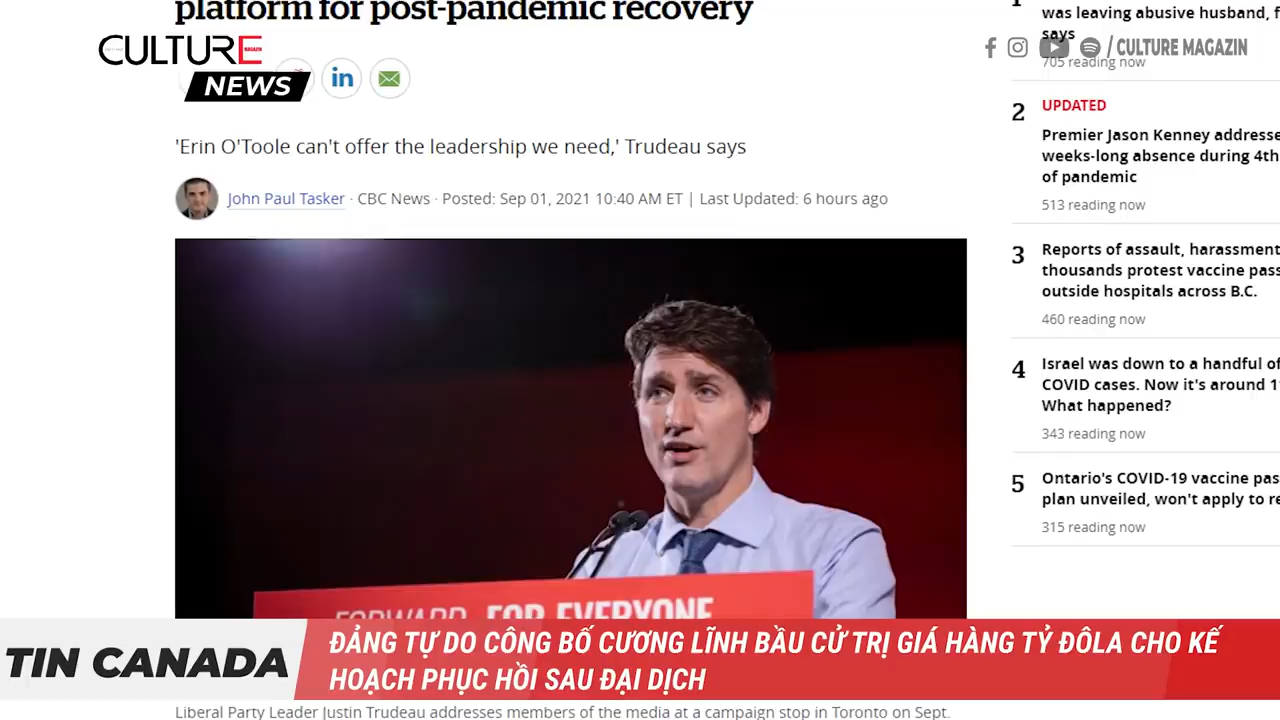 platform for post-pandemic recovery
CULTURE
MAGAZIN
NEWS
/ CULTURE MAGAZIN
in
'Erin O'Toole can't offer the leadership we need,' Trudeau says
John Paul Tasker · CBC News · Posted: Sep 01, 2021 10:40 AM ET | Last Updated: 6 hours ago
FORWARD. FOR EVERYONE
was leaving abusive husband, f
says
705 reading now
2
UPDATED
Premier Jason Kenney addresse
weeks-long absence during 4th
of pandemic
513 reading now
3
Reports of assault, harassment
thousands protest vaccine pass
outside hospitals across B.C.
460 reading now
4
Israel was down to a handful of
COVID cases. Now it's around 1
What happened?
343 reading now
5
Ontario's COVID-19 vaccine pas
plan unveiled, won't apply to re
315 reading now
TIN CANADA
ĐẢNG TỰ DO CÔNG BỐ CƯƠNG LĨNH BẦU CỬ TRỊ GIÁ HÀNG TỶ ĐÔLA CHO KẾ
HOẠCH PHỤC HỒI SAU ĐẠI DỊCH
Liberal Party Leader Justin Trudeau addresses members of the media at a campaign stop in Toronto on Sept.